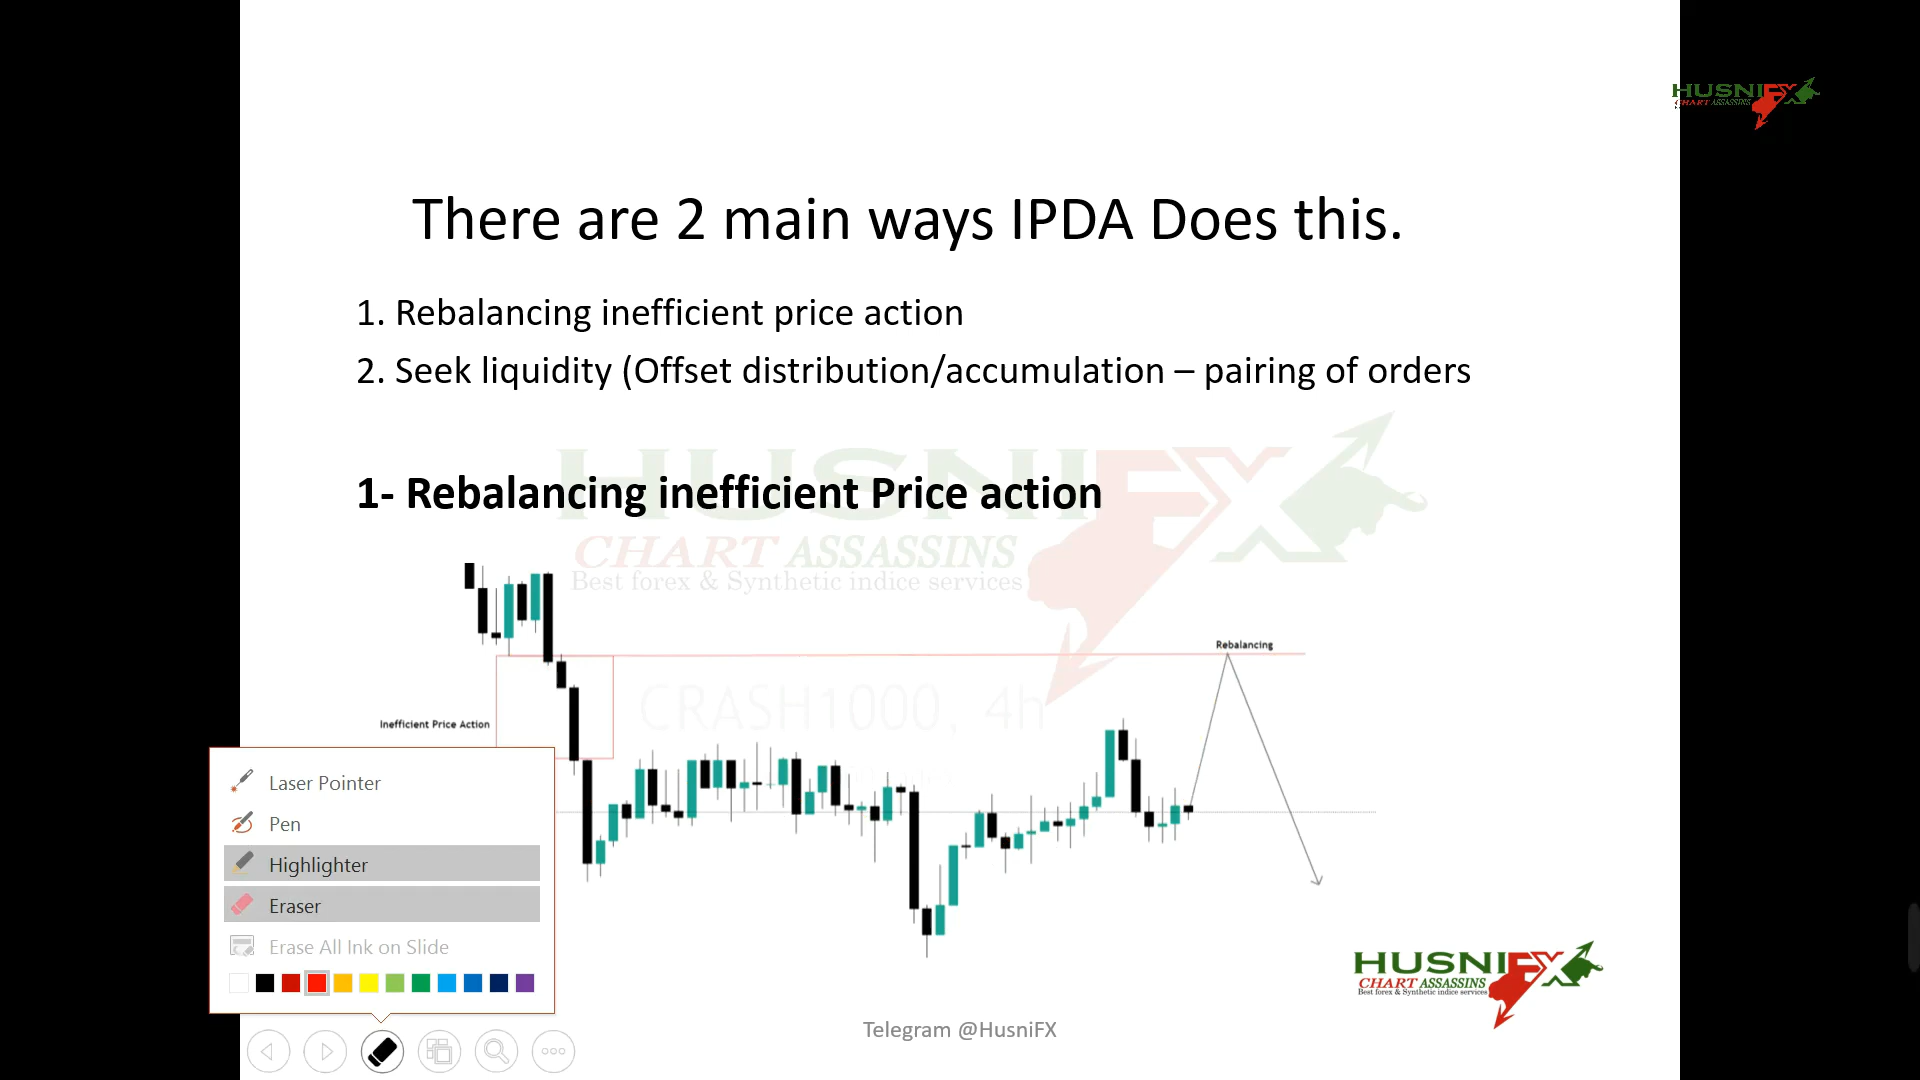 HUSNIFX
CHART ASSASSINS
There are 2 main ways IPDA Does this.
1. Rebalancing inefficient price action
2. Seek liquidity (Offset distribution/accumulation – pairing of orders
HUSNIFX
1- Rebalancing inefficient Price action
CHART ASSASSINS
Best forex & Synthetic indice services
Rebalancing
CRASH1000, 4h
Inefficient Price Action
Laser Pointer
Pen
Highlighter
Eraser
Erase All Ink on Slide
HUSNIFX
CHART ASSASSINS
Best forex & Synthetic indice services
Telegram @HusniFX